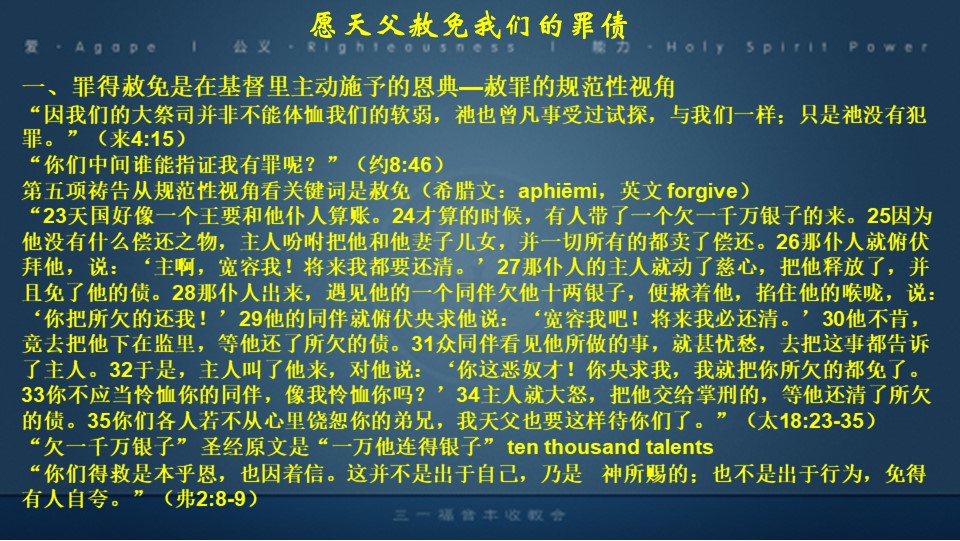 愿天父赦免我们的罪债
爱·Agape | 公义·Righteousness | 能力·Holy Spirit Power
一、罪得赦免是在基督里主动施予的恩典—赦罪的规范性视角
“因我们的大祭司并非不能体恤我们的软弱，祂也曾凡事受过试探，与我们一样；只是祂没有犯
罪。”（来4:15）
“你们中间谁能指证我有罪呢？”（约8:46）
第五项祷告从规范性视角看关键词是赦免（希腊文：aphiēmi，英文 forgive）
“23天国好像一个王要和他仆人算账。24才算的时候，有人带了一个欠一千万银子的来。25因为
他没有什么偿还之物，主人吩咐把他和他妻子儿女，并一切所有的都卖了偿还。26那仆人就俯伏
拜他，说：‘主啊，宽容我！将来我都要还清。’27那仆人的主人就动了慈心，把他释放了，并
且免了他的债。28那仆人出来，遇见他的一个同伴欠他十两银子，便揪着他，掐住他的喉咙，说：
‘你把所欠的还我！’29他的同伴就俯伏央求他说：‘宽容我吧！将来我必还清。’30他不肯，
竟去把他下在监里，等他还了所欠的债。31众同伴看见他所做的事，就甚忧愁，去把这事都告诉
了主人。32于是，主人叫了他来，对他说：‘你这恶奴才！你央求我，我就把你所欠的都免了。
33你不应当怜恤你的同伴，像我怜恤你吗？’34主人就大怒，把他交给掌刑的，等他还清了所欠
的债。35你们各人若不从心里饶恕你的弟兄，我天父也要这样待你们了。”（太18:23-35）
“欠一千万银子” 圣经原文是“一万他连得银子” ten thousand talents
“你们得救是本乎恩，也因着信。这并不是出于自己，乃是　神所赐的；也不是出于行为，免得
有人自夸。”（弗2:8-9）
三一福音丰收教会